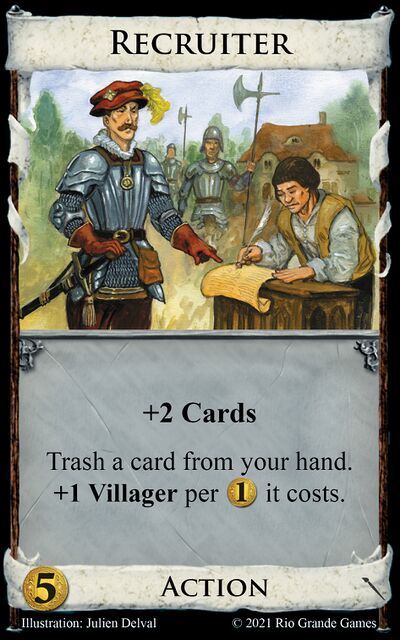 RECRUITER
+2 Cards
Trash a card from your hand.
+1 Villager per 1 it costs.
5 ACTION
Illustration: Julien Delval © 2021 Rio Grande Games